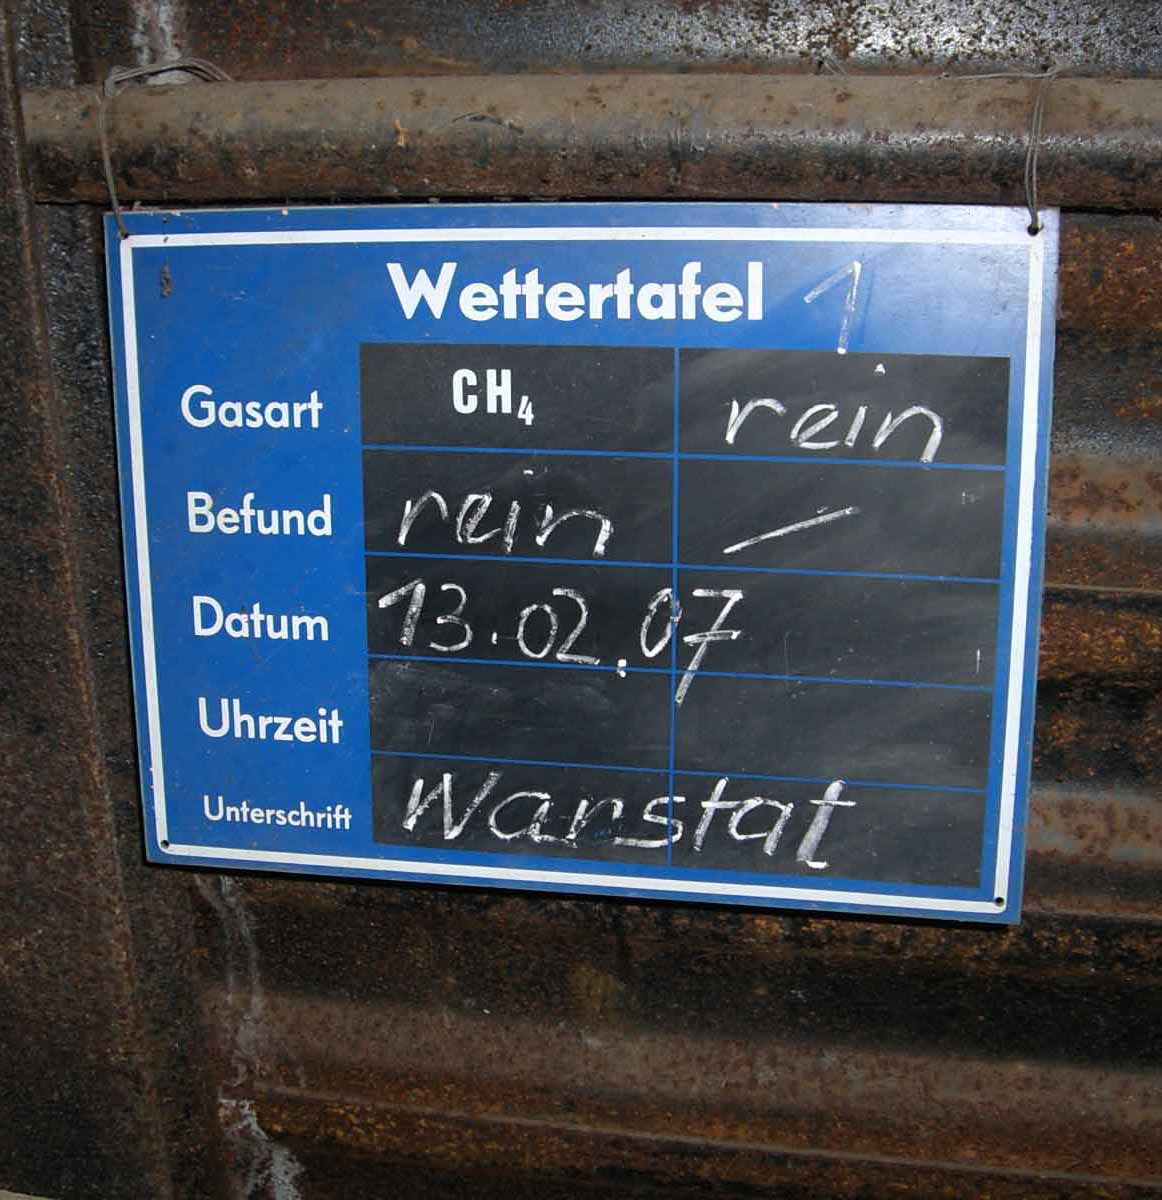 Wettertafel 1
Gasart CH₄ rein
Befund rein –
Datum 13.02.07
Uhrzeit
Unterschrift Warstat